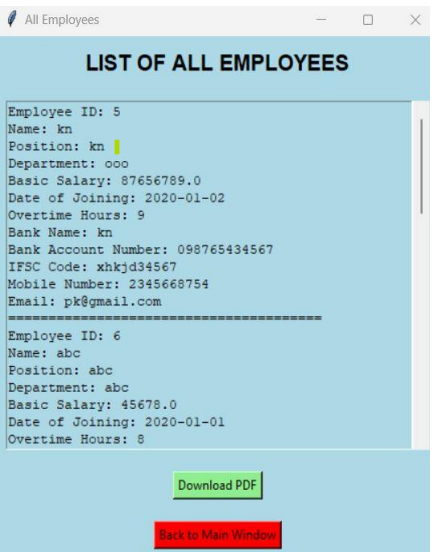 All Employees
LIST OF ALL EMPLOYEES
Employee ID: 5
Name: kn
Position: kn
Department: ooo
Basic Salary: 87656789.0
Date of Joining: 2020-01-02
Overtime Hours: 9
Bank Name: kn
Bank Account Number: 098765434567
IFSC Code: xhkjd34567
Mobile Number: 2345668754
Email: pk@gmail.com
========================================
Employee ID: 6
Name: abc
Position: abc
Department: abc
Basic Salary: 45678.0
Date of Joining: 2020-01-01
Overtime Hours: 8
Download PDF
Back to Main Window